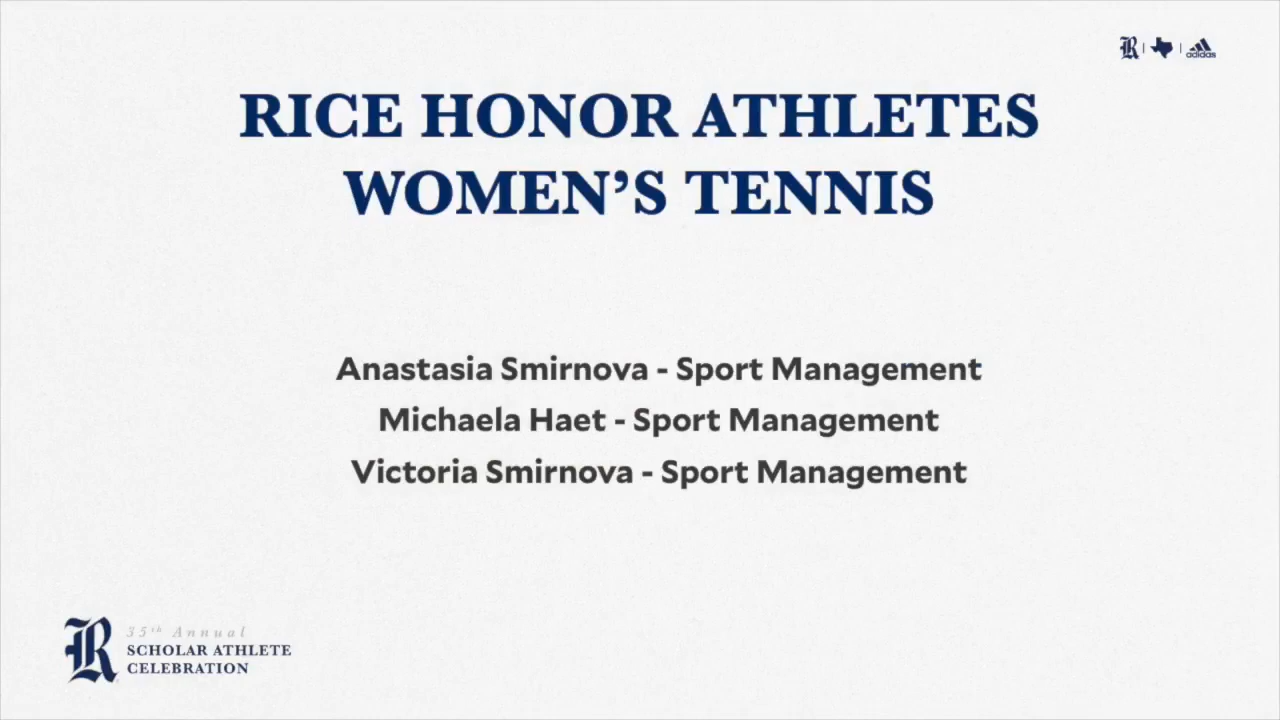 R | | adidas
RICE HONOR ATHLETES
WOMEN'S TENNIS
Anastasia Smirnova - Sport Management
Michaela Haet - Sport Management
Victoria Smirnova - Sport Management
R
35th Annual
SCHOLAR ATHLETE
CELEBRATION